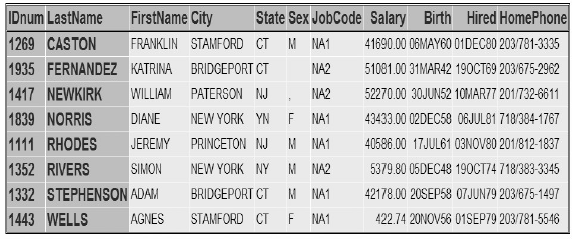 IDnum LastName FirstName City State Sex JobCode Salary Birth Hired HomePhone
1269 CASTON FRANKLIN STAMFORD CT M NA1 41690.00 06MAY60 01DEC80 203/781-3335
1935 FERNANDEZ KATRINA BRIDGEPORT CT NA2 51081.00 31MAR42 19OCT69 203/675-2962
1417 NEWKIRK WILLIAM PATERSON NJ , NA2 52270.00 30JUN52 10MAR77 201/732-6611
1839 NORRIS DIANE NEW YORK YN F NA1 43433.00 02DEC58 06JUL81 718/384-1767
1111 RHODES JEREMY PRINCETON NJ M NA1 40586.00 17JUL61 03NOV80 201/812-1837
1352 RIVERS SIMON NEW YORK NY M NA2 5379.80 05DEC48 19OCT74 718/383-3345
1332 STEPHENSON ADAM BRIDGEPORT CT M NA1 42178.00 20SEP58 07JUN79 203/675-1497
1443 WELLS AGNES STAMFORD CT F NA1 422.74 20NOV56 01SEP79 203/781-5546